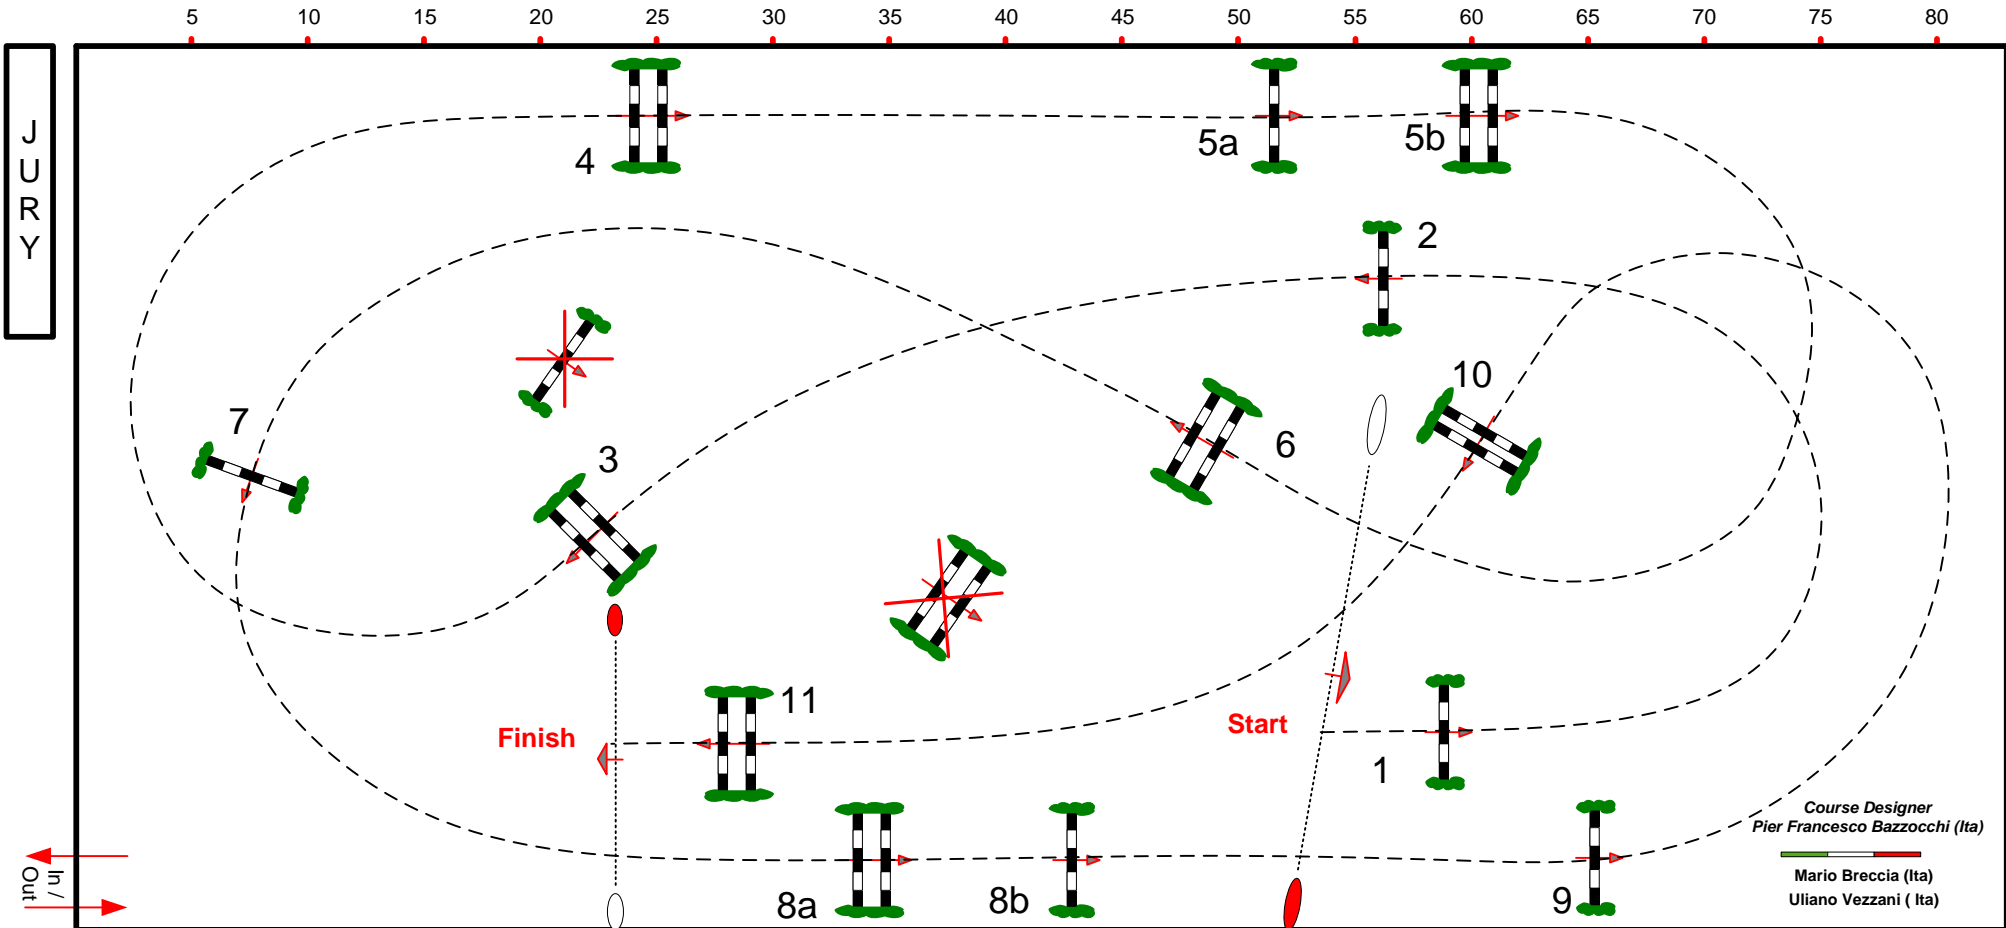 5 10 15 20 25 30 35 40 45 50 55 60 65 70 75 80
J
U
R
Y
4
5a
5b
2
10
7
3
6
11
Finish
Start
1
8a
8b
9
Course Designer
Pier Francesco Bazzocchi (Ita)
Mario Breccia (Ita)
Uliano Vezzani ( Ita)
In /
Out